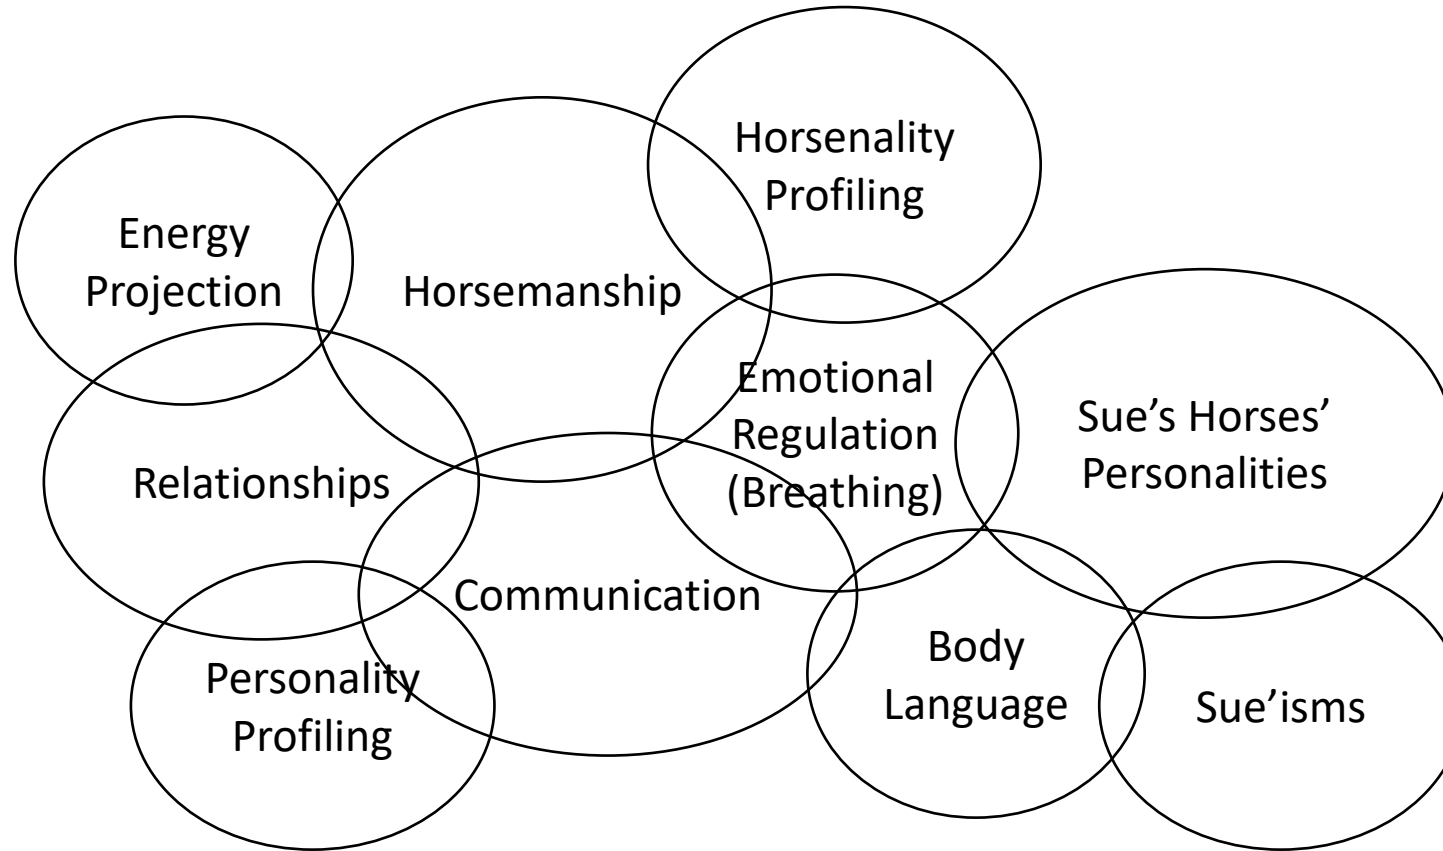 Horsenality
Profiling
Energy
Projection
Horsemanship
Emotional
Regulation
(Breathing)
Sue’s Horses’
Personalities
Relationships
Communication
Body
Language
Personality
Profiling
Sue’isms